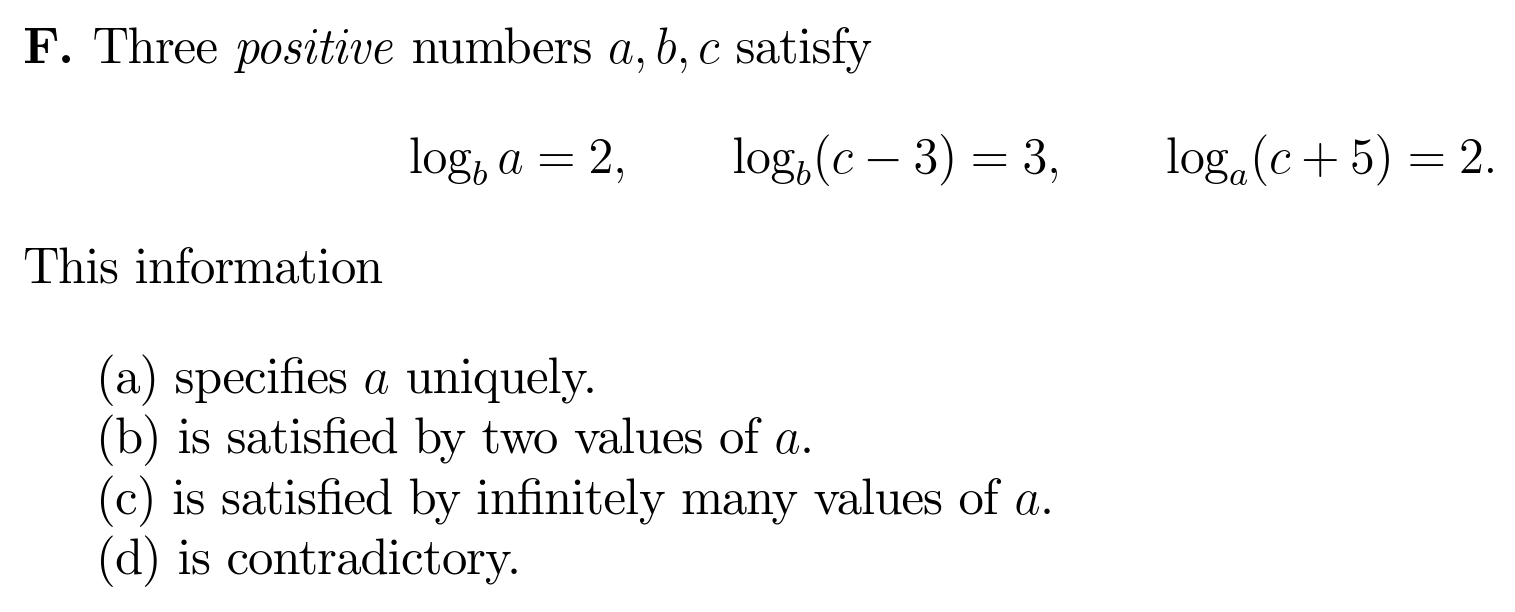 F. Three positive numbers a, b, c satisfy
log_b a = 2, log_b(c − 3) = 3, log_a(c + 5) = 2.
This information
(a) specifies a uniquely.
(b) is satisfied by two values of a.
(c) is satisfied by infinitely many values of a.
(d) is contradictory.